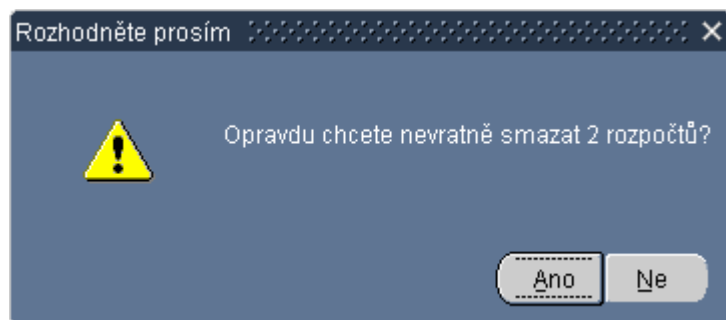 Rozhodněte prosím
Opravdu chcete nevratně smazat 2 rozpočtů?
Ano
Ne